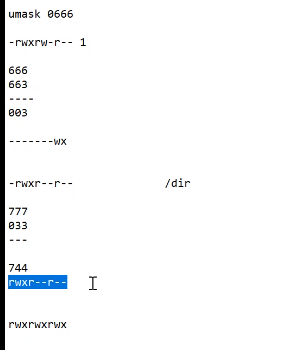 umask 0666
-rwxrw-r-- 1
666
663
----
003
-------wx
-rwxr--r-- /dir
777
033
---
744
rwxr--r--
rwxrwxrwx